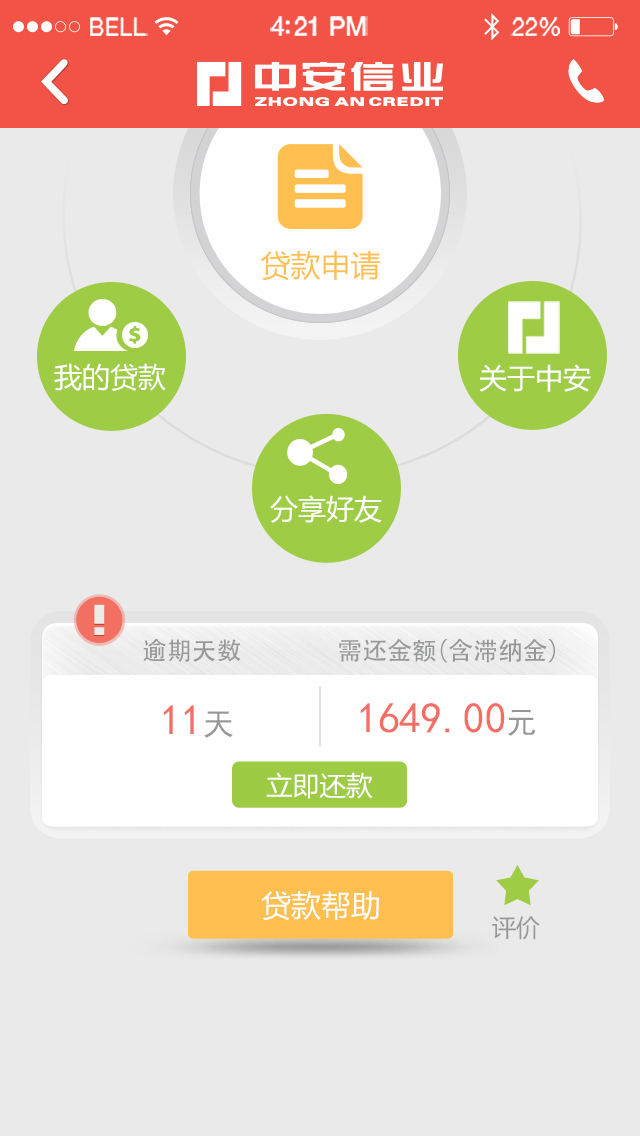 BELL 4:21 PM 22%
中安信业
ZHONG AN CREDIT
贷款申请
我的贷款
关于中安
分享好友
逾期天数 需还金额(含滞纳金)
11天 1649.00元
立即还款
贷款帮助
评价